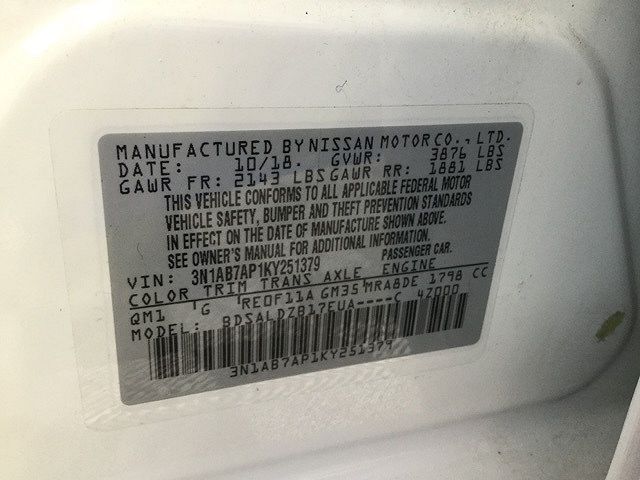 MANUFACTURED BY NISSAN MOTOR CO., LTD.
DATE: 10/18. GVWR: 3876 LBS
GAWR FR: 2143 LBS GAWR RR: 1881 LBS
THIS VEHICLE CONFORMS TO ALL APPLICABLE FEDERAL MOTOR
VEHICLE SAFETY, BUMPER AND THEFT PREVENTION STANDARDS
IN EFFECT ON THE DATE OF MANUFACTURE SHOWN ABOVE.
SEE OWNER'S MANUAL FOR ADDITIONAL INFORMATION.
VIN: 3N1AB7AP1KY251379 PASSENGER CAR.
COLOR TRIM TRANS AXLE ENGINE
QM1 G RE0F11A GM35 MRA8DE 1798 CC
MODEL: BDSALDZB17EUA----C 4Z000
3N1AB7AP1KY251379